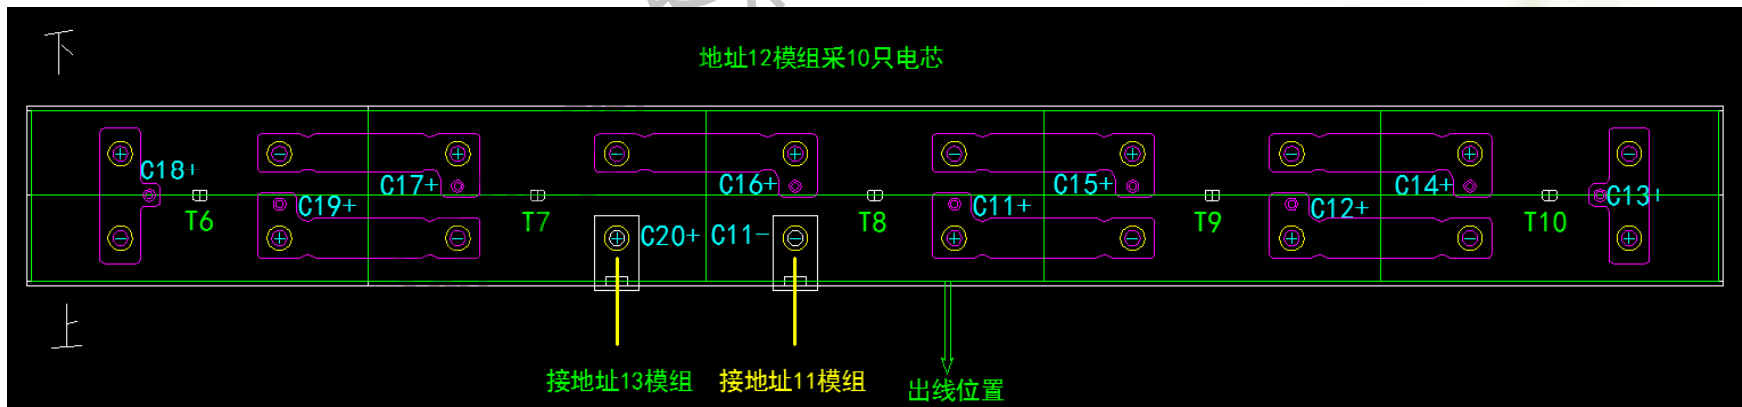 下
地址12模组采10只电芯
C18+
C17+
C16+
C15+
C14+
C13+
T6
C19+
T7
C20+
C11-
T8
C11+
T9
C12+
T10
上
接地址13模组
接地址11模组
出线位置